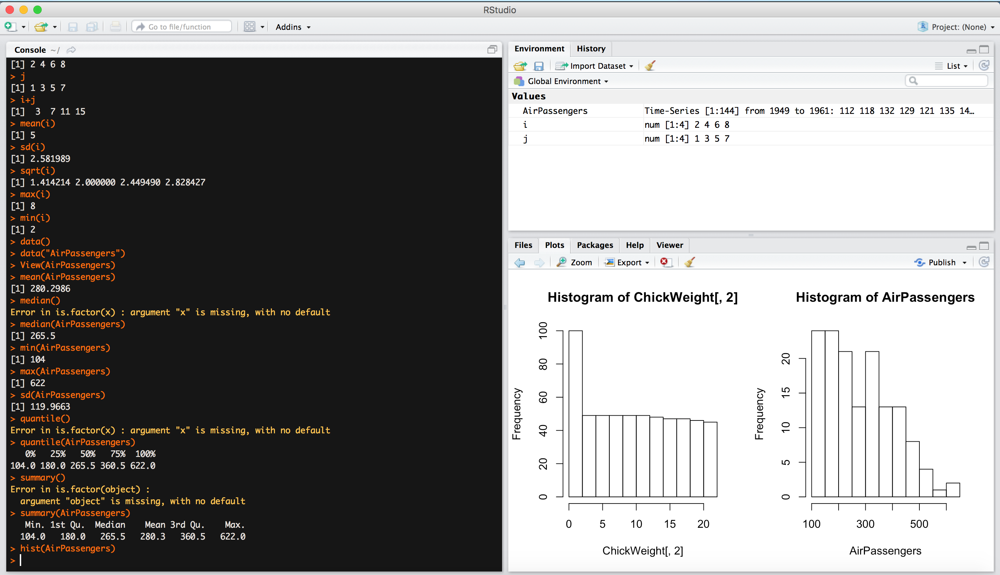 RStudio
Go to file/function
Addins
Project: (None)
Console ~/
[1] 2 4 6 8
> j
[1] 1 3 5 7
> i+j
[1]  3  7 11 15
> mean(i)
[1] 5
> sd(i)
[1] 2.581989
> sqrt(i)
[1] 1.414214 2.000000 2.449490 2.828427
> max(i)
[1] 8
> min(i)
[1] 2
> data()
> data("AirPassengers")
> View(AirPassengers)
> mean(AirPassengers)
[1] 280.2986
> median()
Error in is.factor(x) : argument "x" is missing, with no default
> median(AirPassengers)
[1] 265.5
> min(AirPassengers)
[1] 104
> max(AirPassengers)
[1] 622
> sd(AirPassengers)
[1] 119.9663
> quantile()
Error in is.factor(x) : argument "x" is missing, with no default
> quantile(AirPassengers)
   0%   25%   50%   75%  100%
104.0 180.0 265.5 360.5 622.0
> summary()
Error in is.factor(object) :
  argument "object" is missing, with no default
> summary(AirPassengers)
   Min. 1st Qu.  Median    Mean 3rd Qu.    Max.
  104.0   180.0   265.5   280.3   360.5   622.0
> hist(AirPassengers)
>
Environment History
Import Dataset List
Global Environment
Values
AirPassengers Time-Series [1:144] from 1949 to 1961: 112 118 132 129 121 135 14…
i num [1:4] 2 4 6 8
j num [1:4] 1 3 5 7
Files Plots Packages Help Viewer
Zoom Export Publish
Histogram of ChickWeight[, 2]
Frequency
100
80
60
40
20
0
0 5 10 15 20
ChickWeight[, 2]
Histogram of AirPassengers
Frequency
20
15
10
5
0
100 300 500
AirPassengers